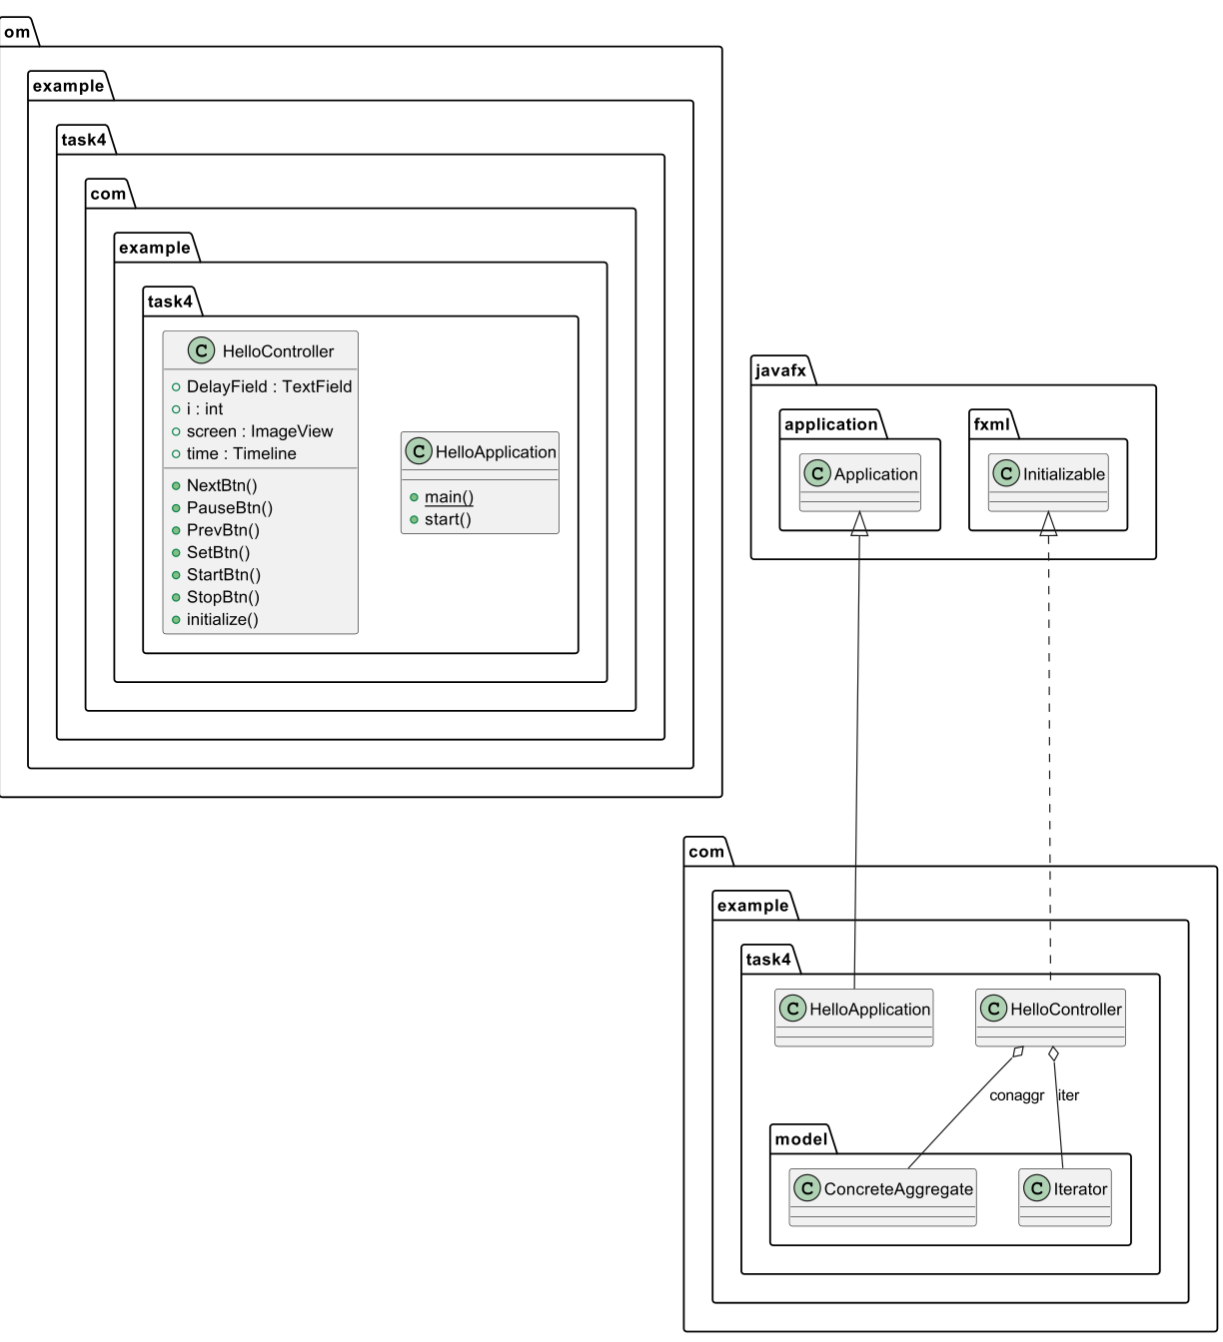 om
example
task4
com
example
task4
C HelloController
DelayField : TextField
i : int
screen : ImageView
time : Timeline
NextBtn()
PauseBtn()
PrevBtn()
SetBtn()
StartBtn()
StopBtn()
initialize()
C HelloApplication
main()
start()
javafx
application
C Application
fxml
C Initializable
com
example
task4
C HelloApplication
C HelloController
conaggr
iter
model
C ConcreteAggregate
C Iterator